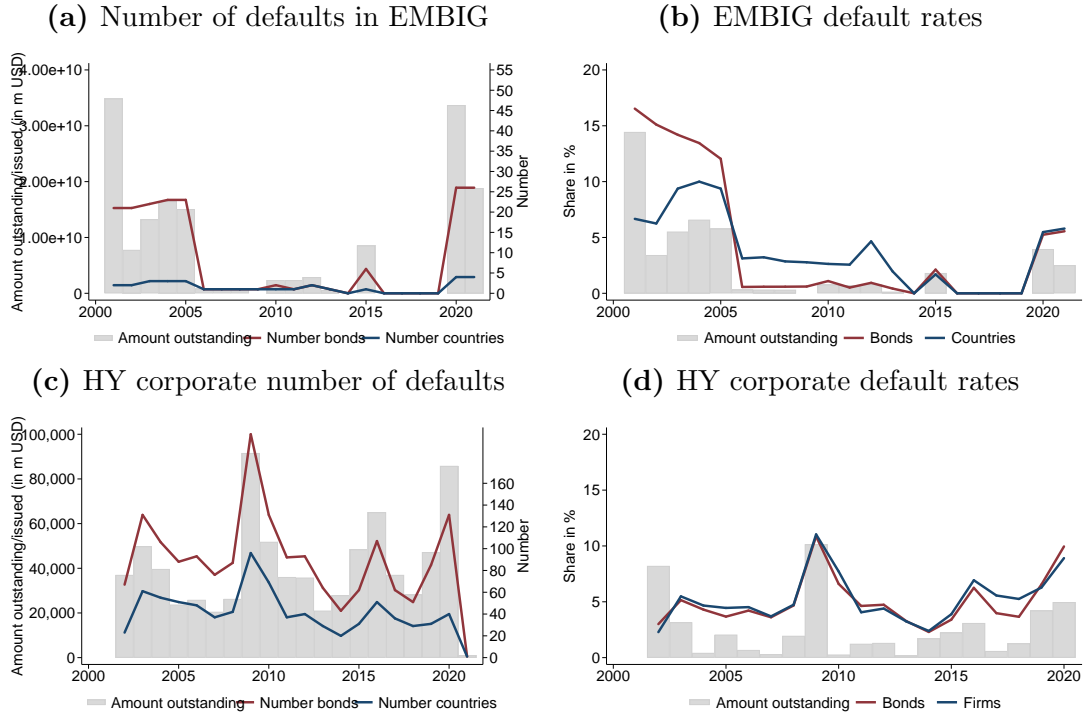 (a) Number of defaults in EMBIG
Amount outstanding/issued (in m USD)
4.00e+10
3.00e+10
2.00e+10
1.00e+10
0
55
50
45
40
35
30
25
20
15
10
5
0
Number
2000 2005 2010 2015 2020
Amount outstanding Number bonds Number countries
(b) EMBIG default rates
Share in %
20
15
10
5
0
2000 2005 2010 2015 2020
Amount outstanding Bonds Countries
(c) HY corporate number of defaults
Amount outstanding/issued (in m USD)
100,000
80,000
60,000
40,000
20,000
0
160
140
120
100
80
60
40
20
0
Number
2000 2005 2010 2015 2020
Amount outstanding Number bonds Number countries
(d) HY corporate default rates
Share in %
20
15
10
5
0
2000 2005 2010 2015 2020
Amount outstanding Bonds Firms